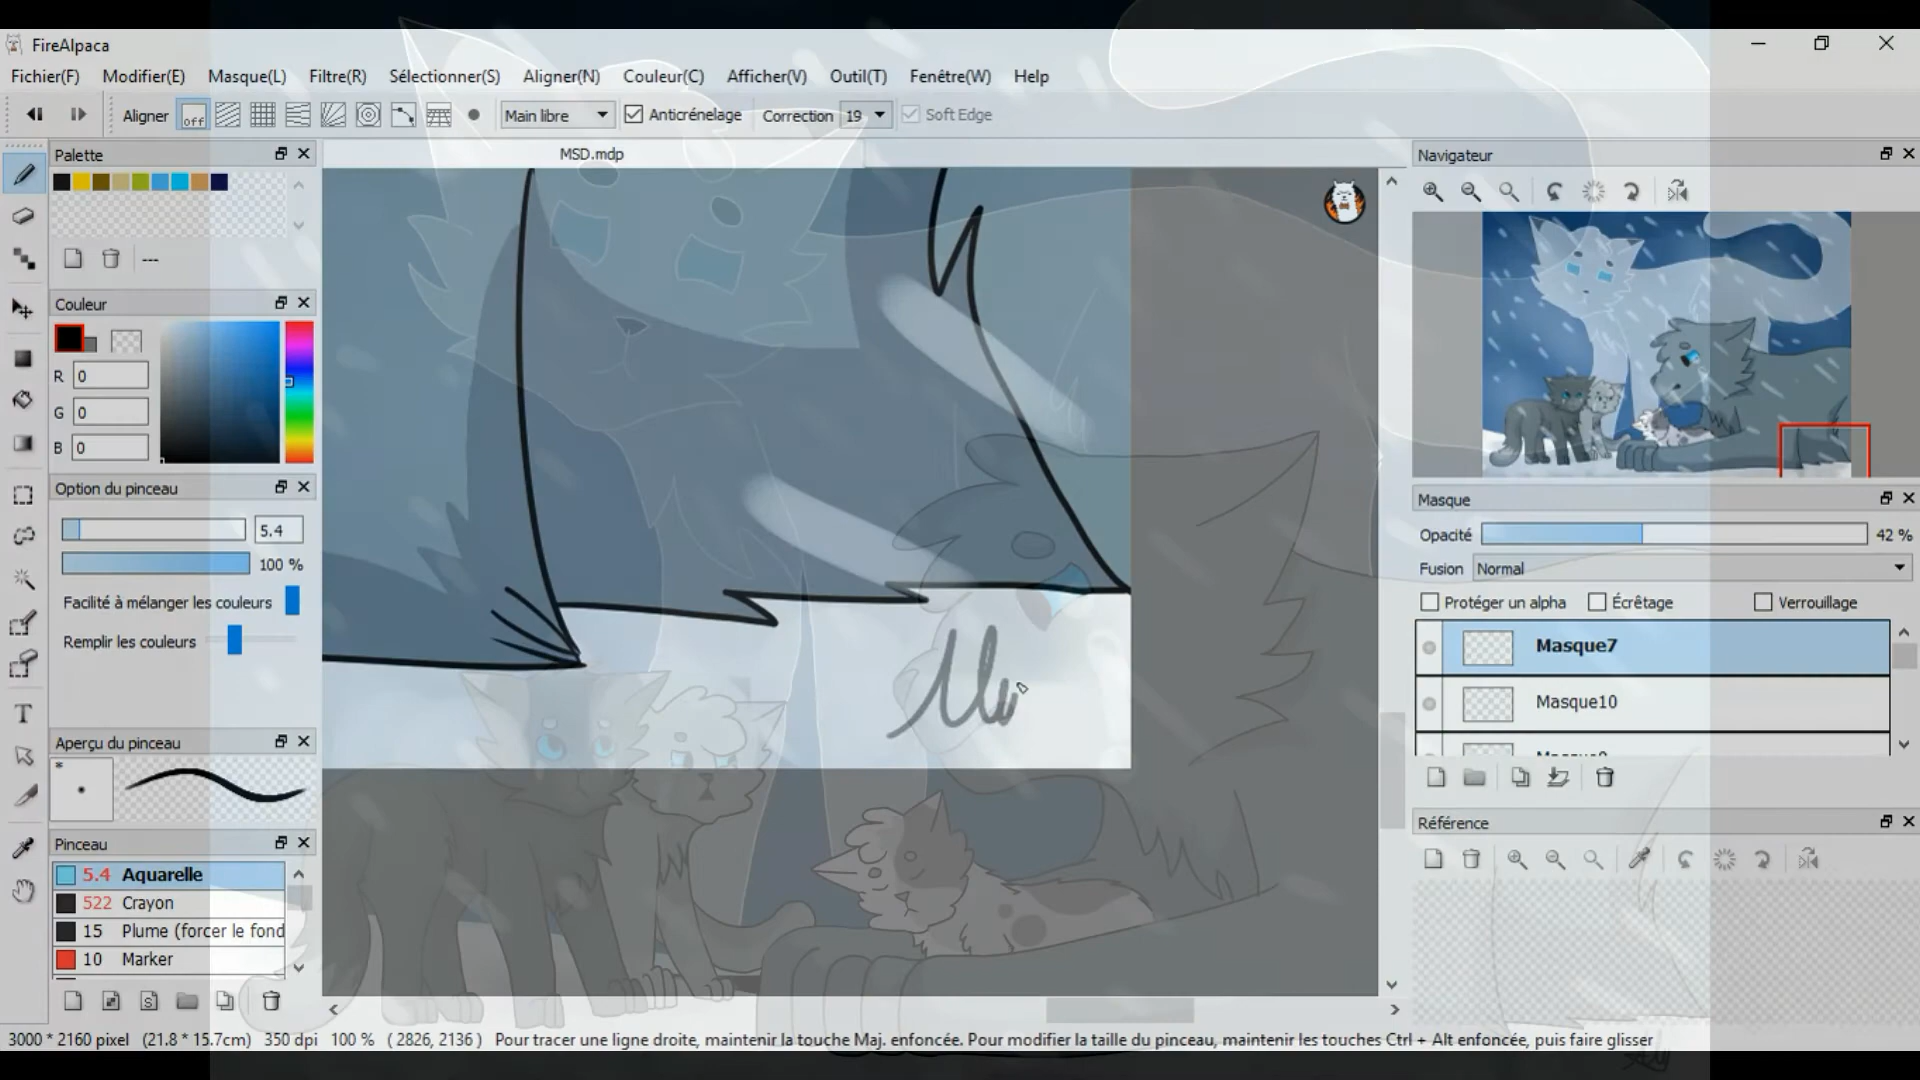 FireAlpaca
Fichier(F) Modifier(E) Masque(L) Filtre(R) Sélectionner(S) Aligner(N) Couleur(C) Afficher(V) Outil(T) Fenêtre(W) Help
Aligner off Main libre Anticrénelage Correction 19 Soft Edge
Palette
MSD.mdp
Navigateur
---
Couleur
R 0
G 0
B 0
Option du pinceau
5.4
100 %
Facilité à mélanger les couleurs
Remplir les couleurs
Masque
Opacité 42 %
Fusion Normal
Protéger un alpha Écrêtage Verrouillage
Masque7
Masque10
Aperçu du pinceau
*
Pinceau
5.4 Aquarelle
522 Crayon
15 Plume (forcer le fond
10 Marker
Référence
3000 * 2160 pixel (21.8 * 15.7cm) 350 dpi 100 % ( 2826, 2136 ) Pour tracer une ligne droite, maintenir la touche Maj. enfoncée. Pour modifier la taille du pinceau, maintenir les touches Ctrl + Alt enfoncée, puis faire glisser